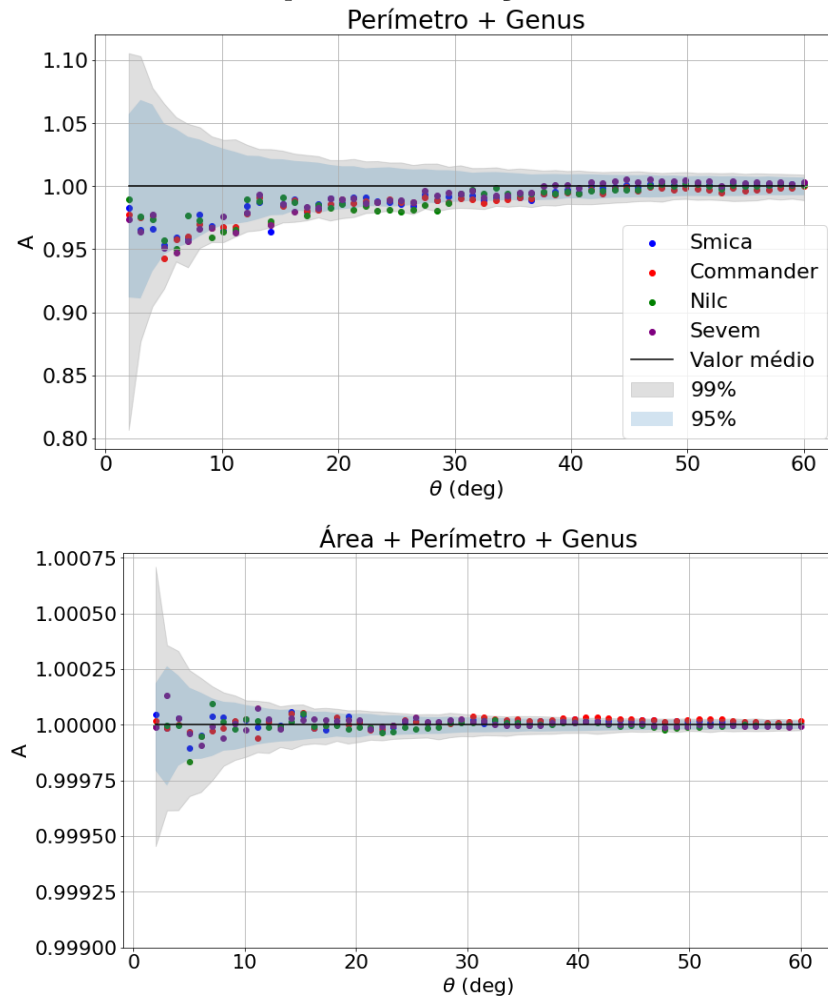 Perímetro + Genus
1.10
1.05
1.00
0.95
0.90
0.85
0.80
A
Smica
Commander
Nilc
Sevem
Valor médio
99%
95%
0 10 20 30 40 50 60
θ (deg)
Área + Perímetro + Genus
1.00075
1.00050
1.00025
1.00000
0.99975
0.99950
0.99925
0.99900
A
0 10 20 30 40 50 60
θ (deg)